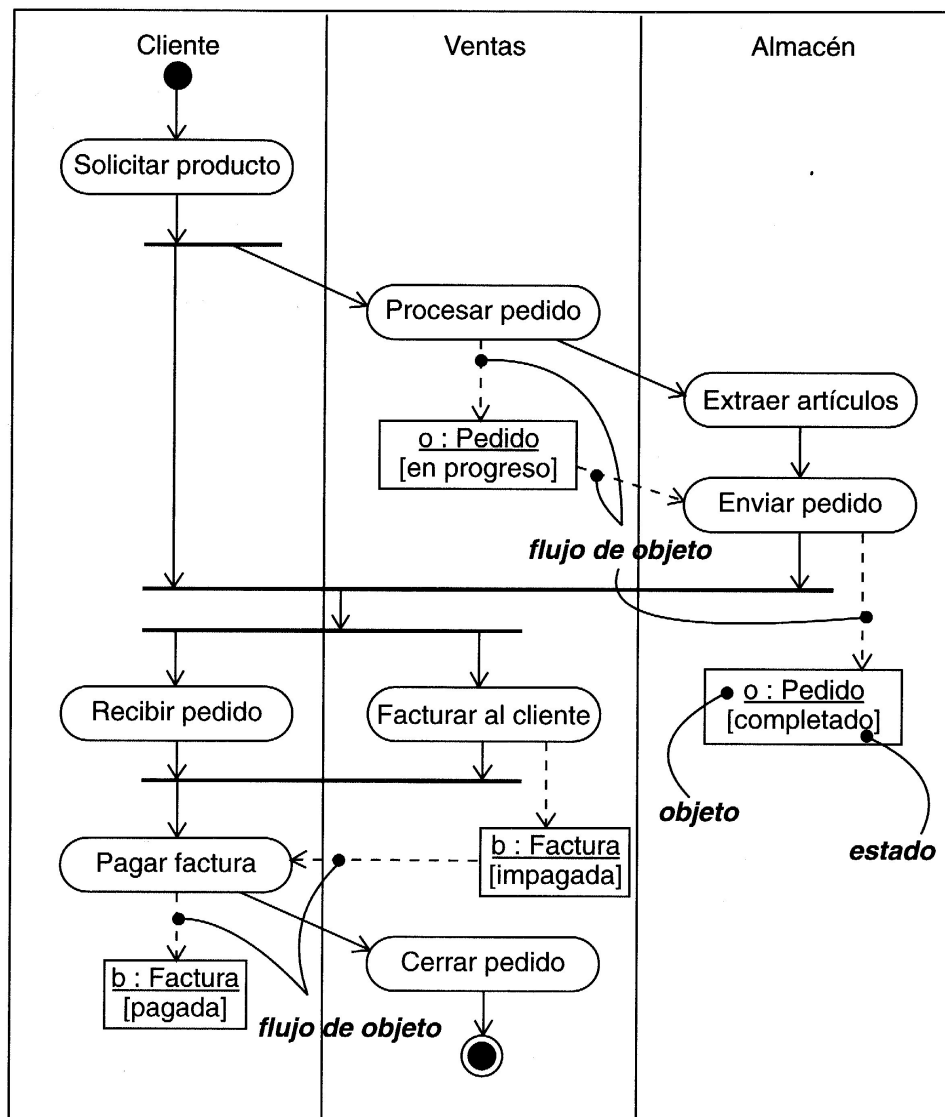 Cliente
Ventas
Almacén
Solicitar producto
Procesar pedido
Extraer artículos
o : Pedido
[en progreso]
Enviar pedido
flujo de objeto
Recibir pedido
Facturar al cliente
o : Pedido
[completado]
objeto
estado
Pagar factura
b : Factura
[impagada]
Cerrar pedido
b : Factura
[pagada]
flujo de objeto